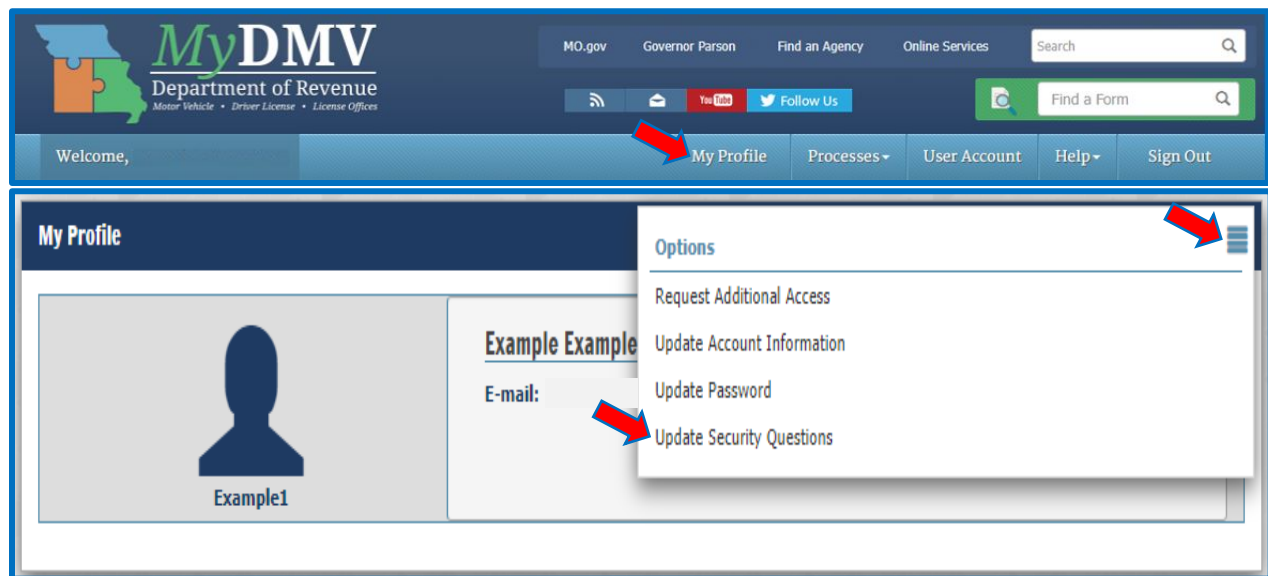 MyDMV
Department of Revenue
Motor Vehicle • Driver License • License Offices
MO.gov Governor Parson Find an Agency Online Services Search
You Tube Follow Us Find a Form
Welcome, My Profile Processes User Account Help Sign Out
My Profile
Options
Request Additional Access
Example Example
Update Account Information
E-mail:
Update Password
Update Security Questions
Example1